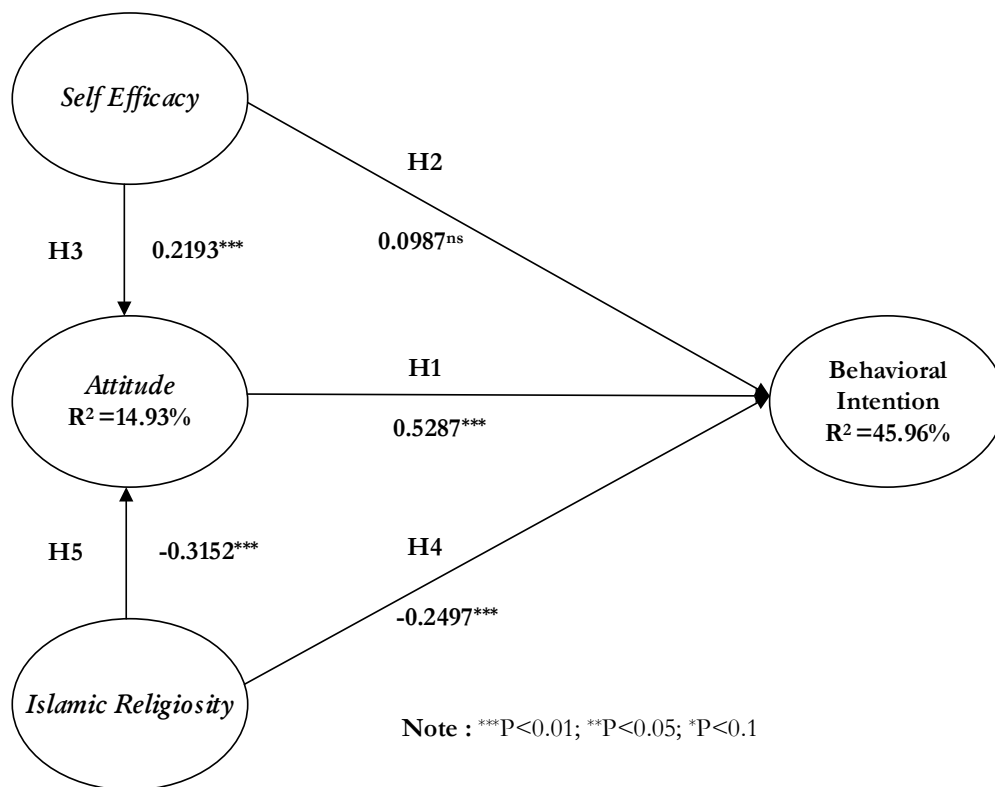 Self Efficacy
H2
0.0987ⁿˢ
H3 0.2193***
Attitude
R² =14.93%
H1
0.5287***
Behavioral
Intention
R² =45.96%
H5 -0.3152***
H4
-0.2497***
Islamic Religiosity
Note : ***P<0.01; **P<0.05; *P<0.1